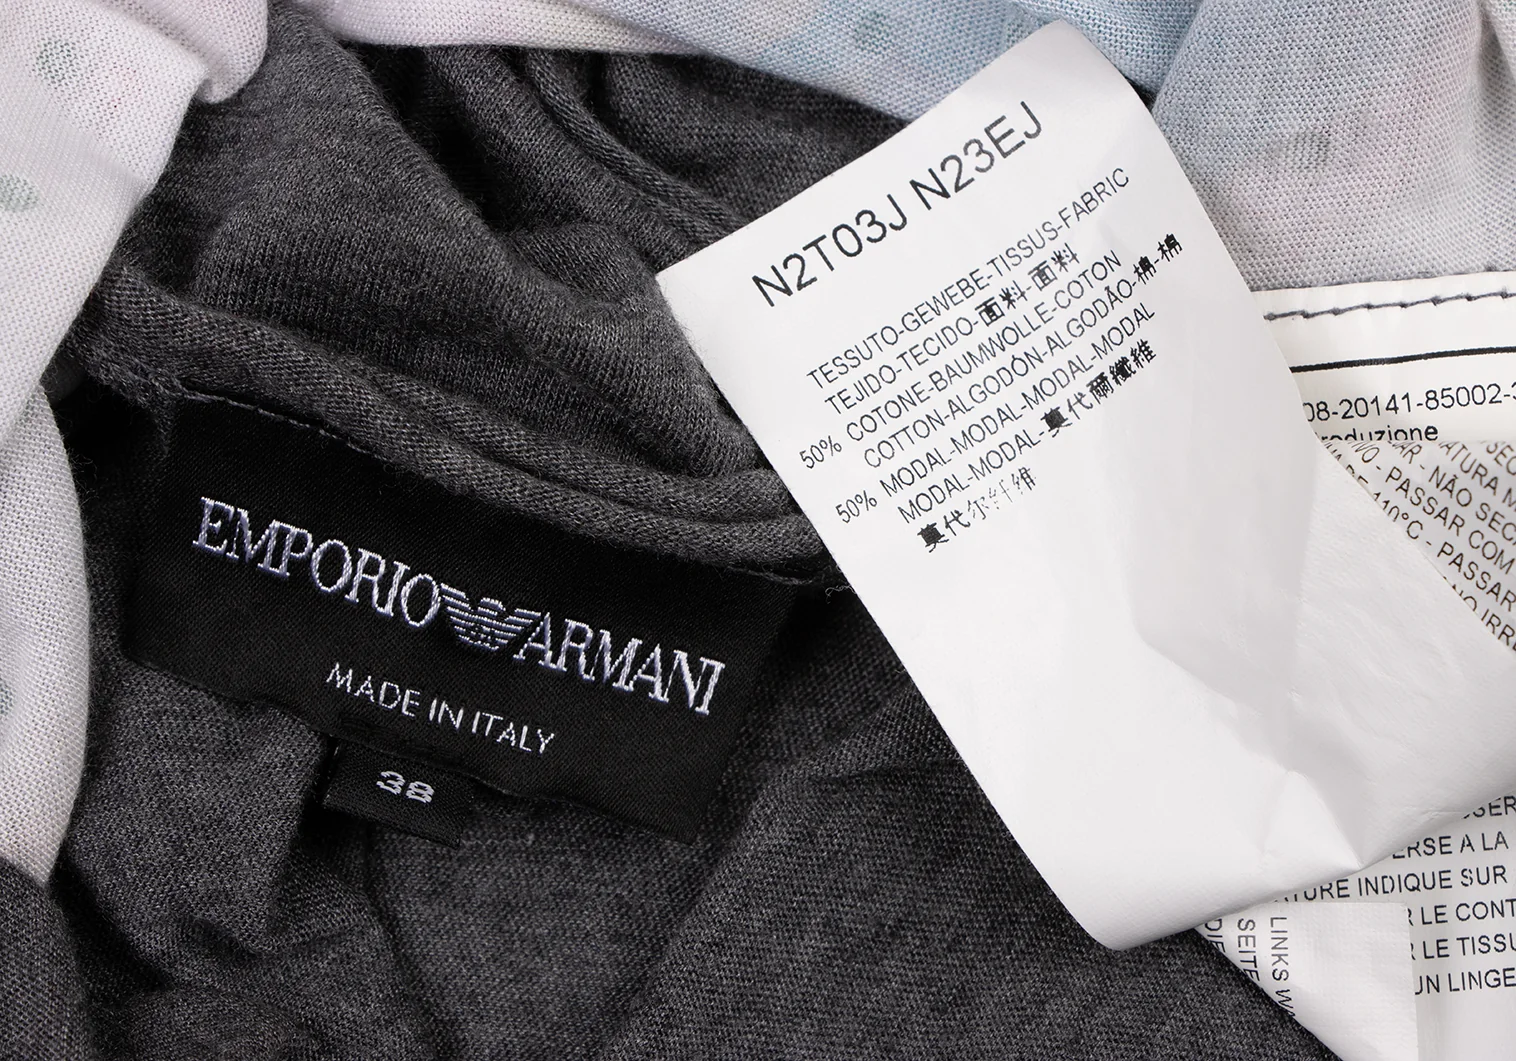 EMPORIO ARMANI
MADE IN ITALY
38
N2T03J N23EJ
TESSUTO-GEWEBE-TISSUS-FABRIC
TEJIDO-TECIDO-面料-面料
50% COTONE-BAUMWOLLE-COTON
COTTON-ALGODÓN-ALGODÃO-棉-棉
50% MODAL-MODAL-MODAL-MODAL
MODAL-MODAL-莫代爾纖維
莫代尔纤维
08-20141-85002-
roduzione
NÃO SEC
PASSAR COM
110°C - PASSAR
ERSE A LA
INDIQUE SUR
LE CONT
LE TISSU
UN LINGE
SEITE
LINKS